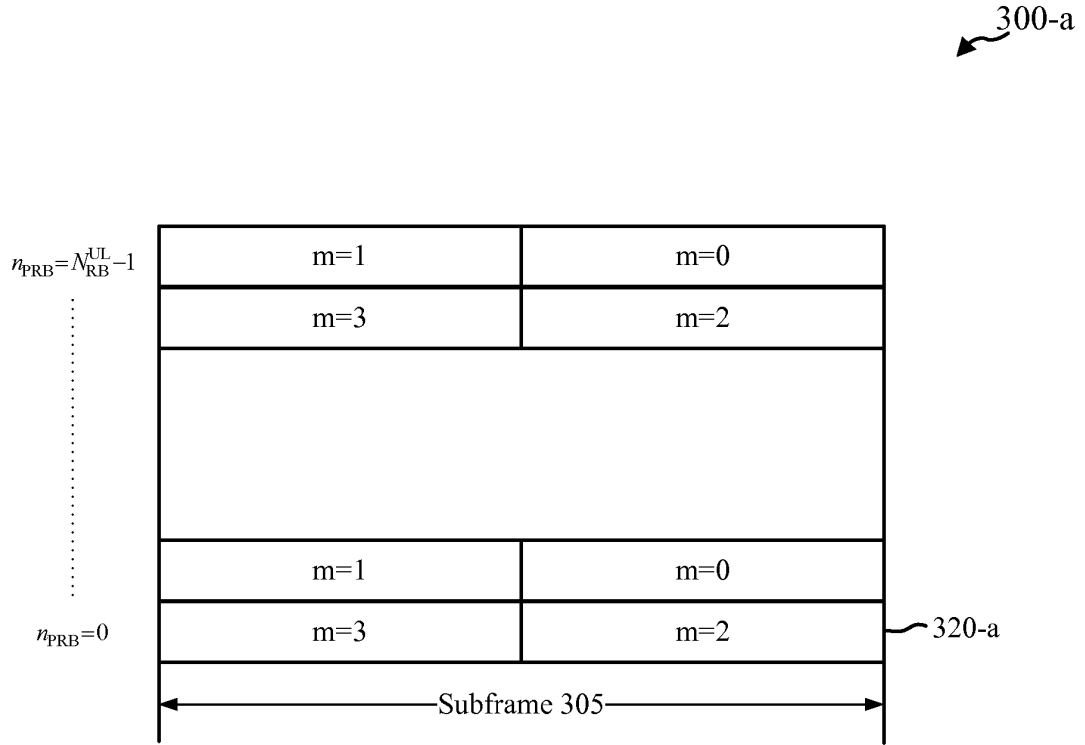 300-a
n_PRB=N_RB^UL−1
m=1 m=0
m=3 m=2
m=1 m=0
n_PRB=0
m=3 m=2
320-a
Subframe 305